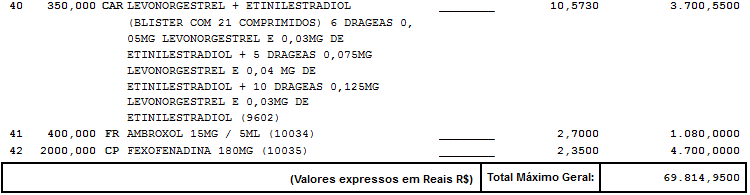 40 350,000 CAR LEVONORGESTREL + ETINILESTRADIOL ________ 10,5730 3.700,5500
(BLISTER COM 21 COMPRIMIDOS) 6 DRAGEAS 0,
05MG LEVONORGESTREL E 0,03MG DE
ETINILESTRADIOL + 5 DRAGEAS 0,075MG
LEVONORGESTREL E 0,04 MG DE
ETINILESTRADIOL + 10 DRAGEAS 0,125MG
LEVONORGESTREL E 0,03MG DE
ETINILESTRADIOL (9602)
41 400,000 FR AMBROXOL 15MG / 5ML (10034) ________ 2,7000 1.080,0000
42 2000,000 CP FEXOFENADINA 180MG (10035) ________ 2,3500 4.700,0000
(Valores expressos em Reais R$) Total Máximo Geral: 69.814,9500